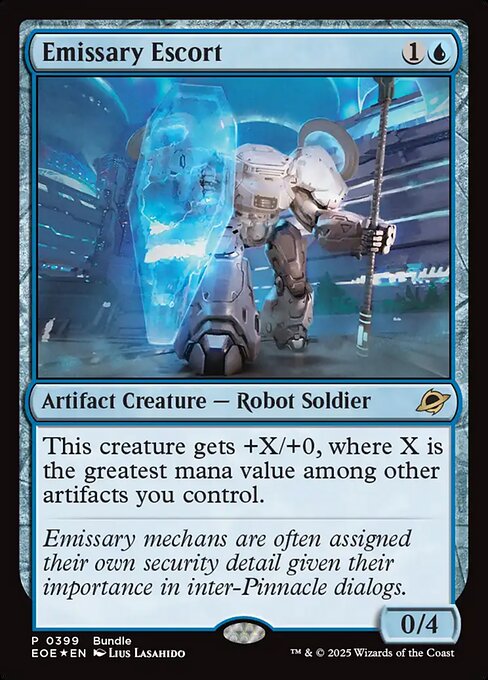 Emissary Escort 1
Artifact Creature — Robot Soldier
This creature gets +X/+0, where X is
the greatest mana value among other
artifacts you control.
Emissary mechans are often assigned
their own security detail given their
importance in inter-Pinnacle dialogs.
0/4
P 0399 Bundle
EOE★EN Lius Lasahido
™ & © 2025 Wizards of the Coast